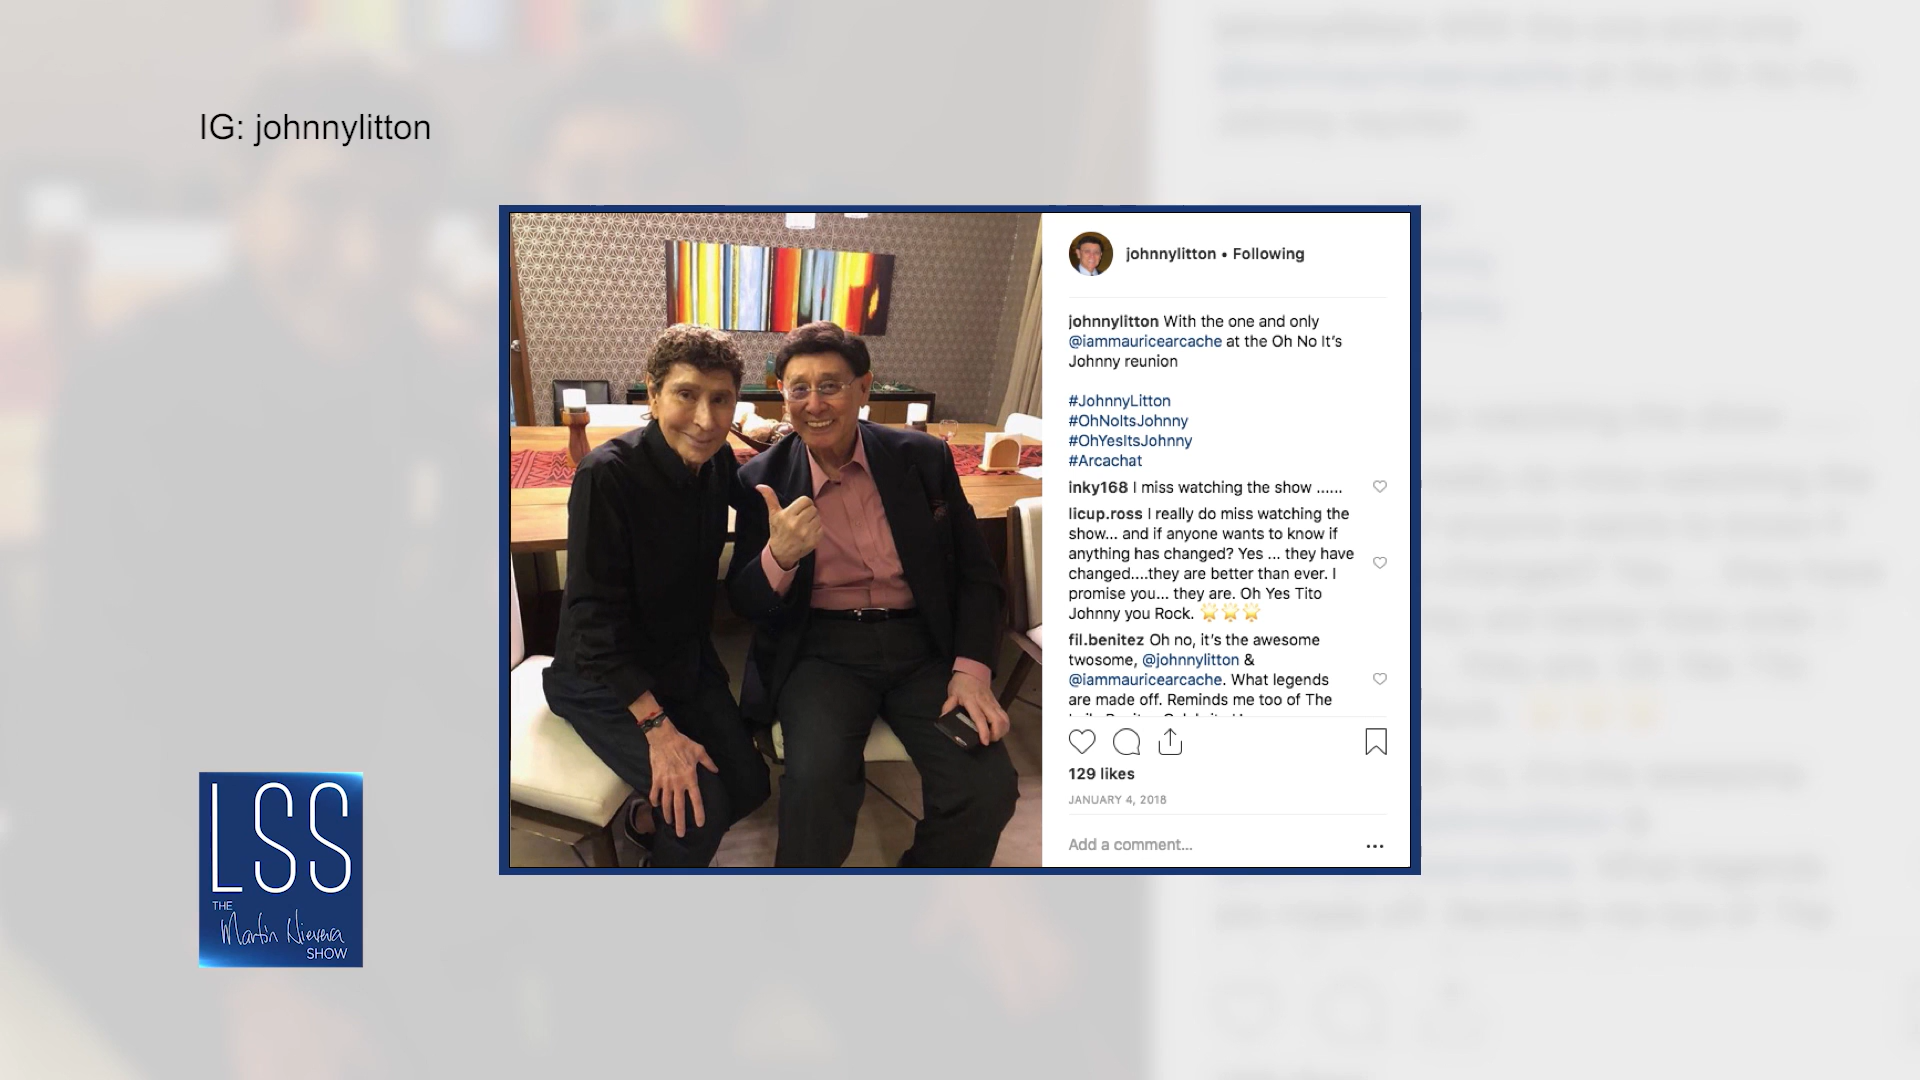 IG: johnnylitton
johnnylitton • Following
johnnylitton With the one and only
@iammauricearcache at the Oh No It's
Johnny reunion
#JohnnyLitton
#OhNoItsJohnny
#OhYesItsJohnny
#Arcachat
inky168 I miss watching the show ......
licup.ross I really do miss watching the
show... and if anyone wants to know if
anything has changed? Yes ... they have
changed....they are better than ever. I
promise you... they are. Oh Yes Tito
Johnny you Rock. 🌟🌟🌟
fil.benitez Oh no, it's the awesome
twosome, @johnnylitton &
@iammauricearcache. What legends
are made off. Reminds me too of The
129 likes
JANUARY 4, 2018
Add a comment...
LSS
THE
Martin Nievera
SHOW